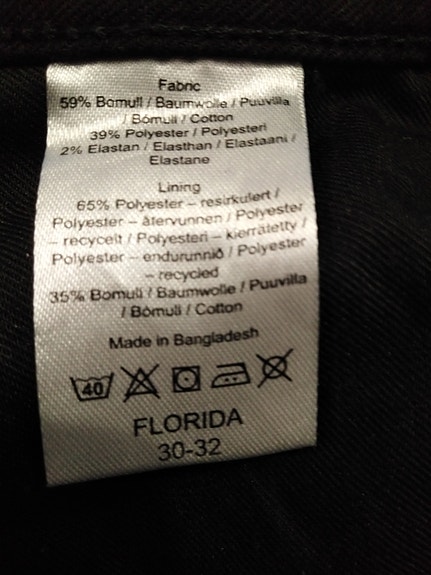 Fabric
59% Bomull / Baumwolle / Puuvilla
/ Bómull / Cotton
39% Polyester / Polyesteri
2% Elastan / Elasthan / Elastaani /
Elastane
Lining
65% Polyester – resirkulert /
Polyester – återvunnen / Polyester
– recycelt / Polyesteri – kierrätetty /
Polyester – endurunnið / Polyester
– recycled
35% Bomull / Baumwolle / Puuvilla
/ Bómull / Cotton
Made in Bangladesh
40
FLORIDA
30-32